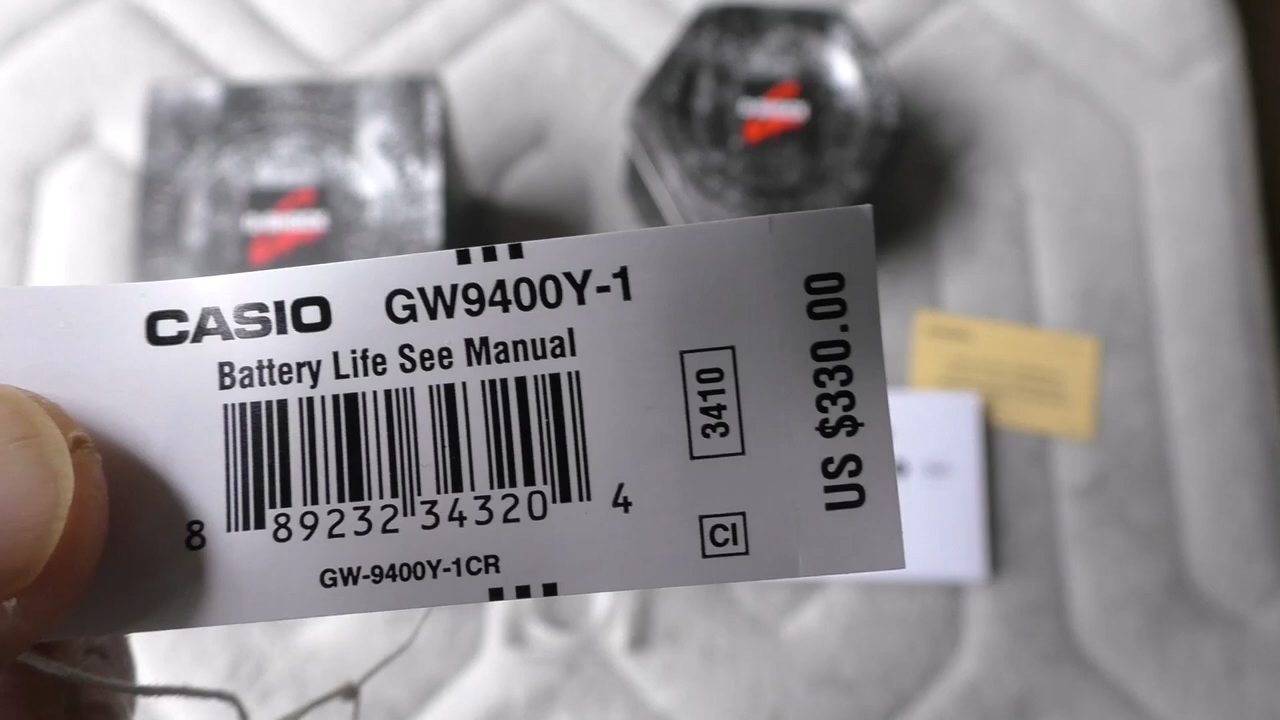 CASIO GW9400Y-1
Battery Life See Manual
8 89232 34320 4
GW-9400Y-1CR
3410
CI
US $330.00